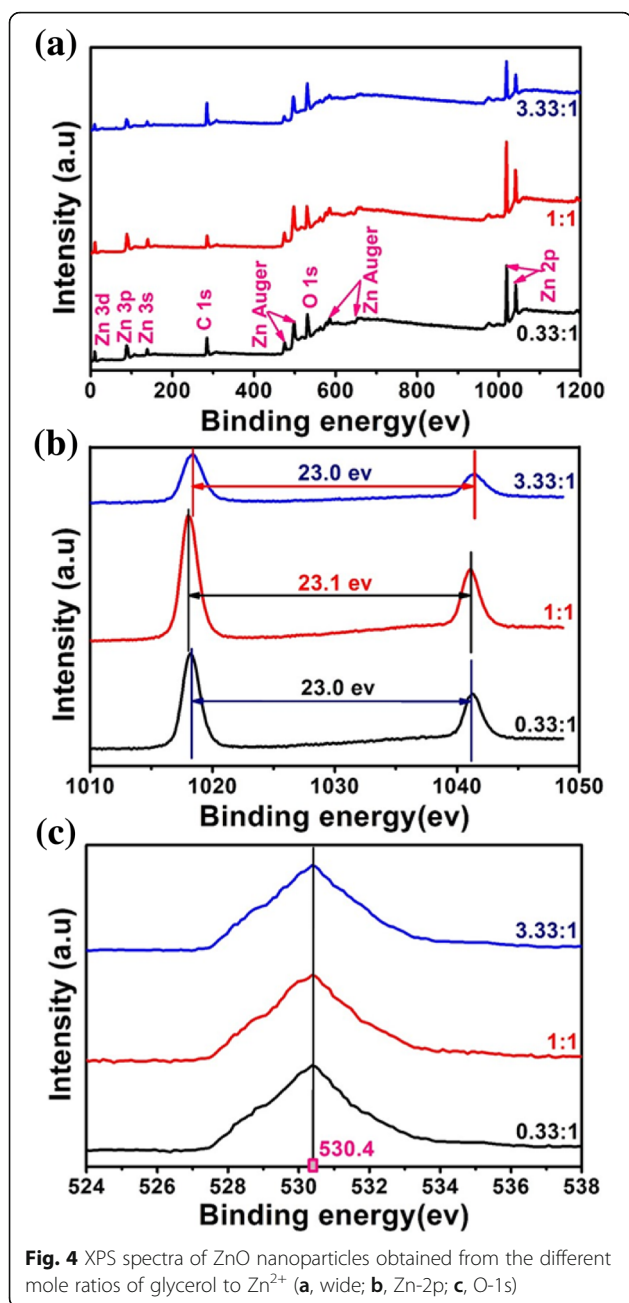 (a)
Intensity (a.u)
3.33:1
1:1
0.33:1
Zn 3d
Zn 3p
Zn 3s
C 1s
Zn Auger
O 1s
Zn Auger
Zn 2p
0 200 400 600 800 1000 1200
Binding energy(ev)
(b)
Intensity (a.u)
23.0 ev
3.33:1
23.1 ev
1:1
23.0 ev
0.33:1
1010 1020 1030 1040 1050
Binding energy(ev)
(c)
Intensity (a.u)
3.33:1
1:1
0.33:1
530.4
524 526 528 530 532 534 536 538
Binding energy(ev)
Fig. 4 XPS spectra of ZnO nanoparticles obtained from the different
mole ratios of glycerol to Zn²⁺ (a, wide; b, Zn-2p; c, O-1s)